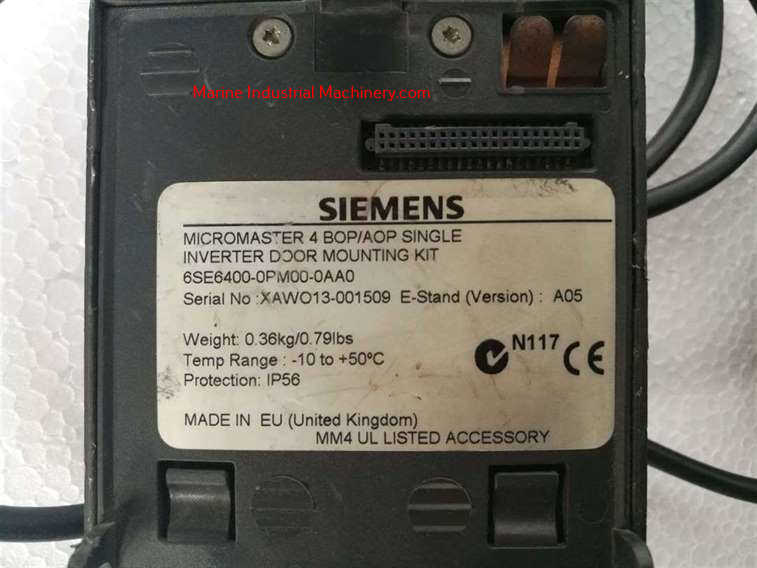 Marine Industrial Machinery.com
SIEMENS
MICROMASTER 4 BOP/AOP SINGLE
INVERTER DOOR MOUNTING KIT
6SE6400-0PM00-0AA0
Serial No :XAWO13-001509 E-Stand (Version) : A05
Weight: 0.36kg/0.79lbs
Temp Range : -10 to +50ºC
Protection: IP56
N117 CE
MADE IN EU (United Kingdom)
MM4 UL LISTED ACCESSORY